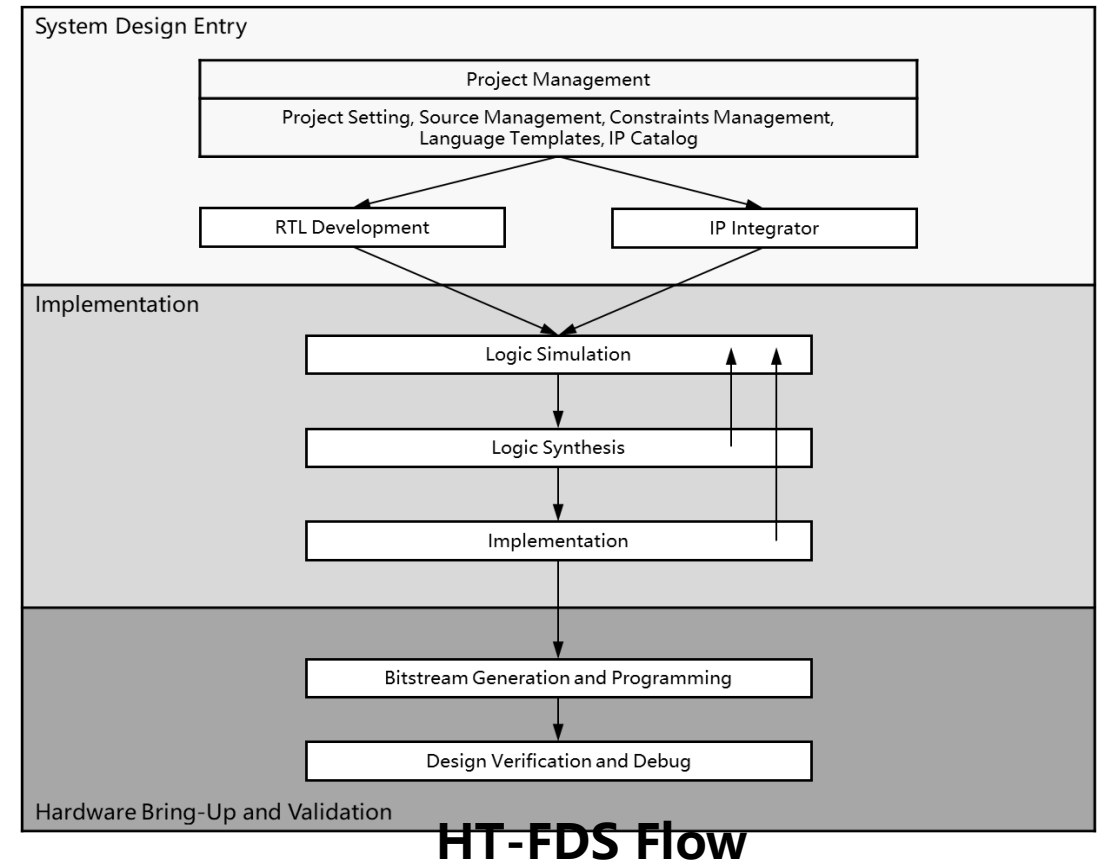 System Design Entry
Project Management
Project Setting, Source Management, Constraints Management,
Language Templates, IP Catalog
RTL Development
IP Integrator
Implementation
Logic Simulation
Logic Synthesis
Implementation
Bitstream Generation and Programming
Design Verification and Debug
Hardware Bring-Up and Validation
HT-FDS Flow